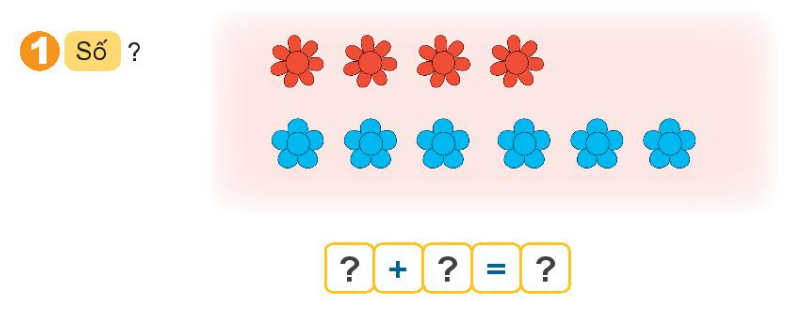 1 Số ?
? + ? = ?